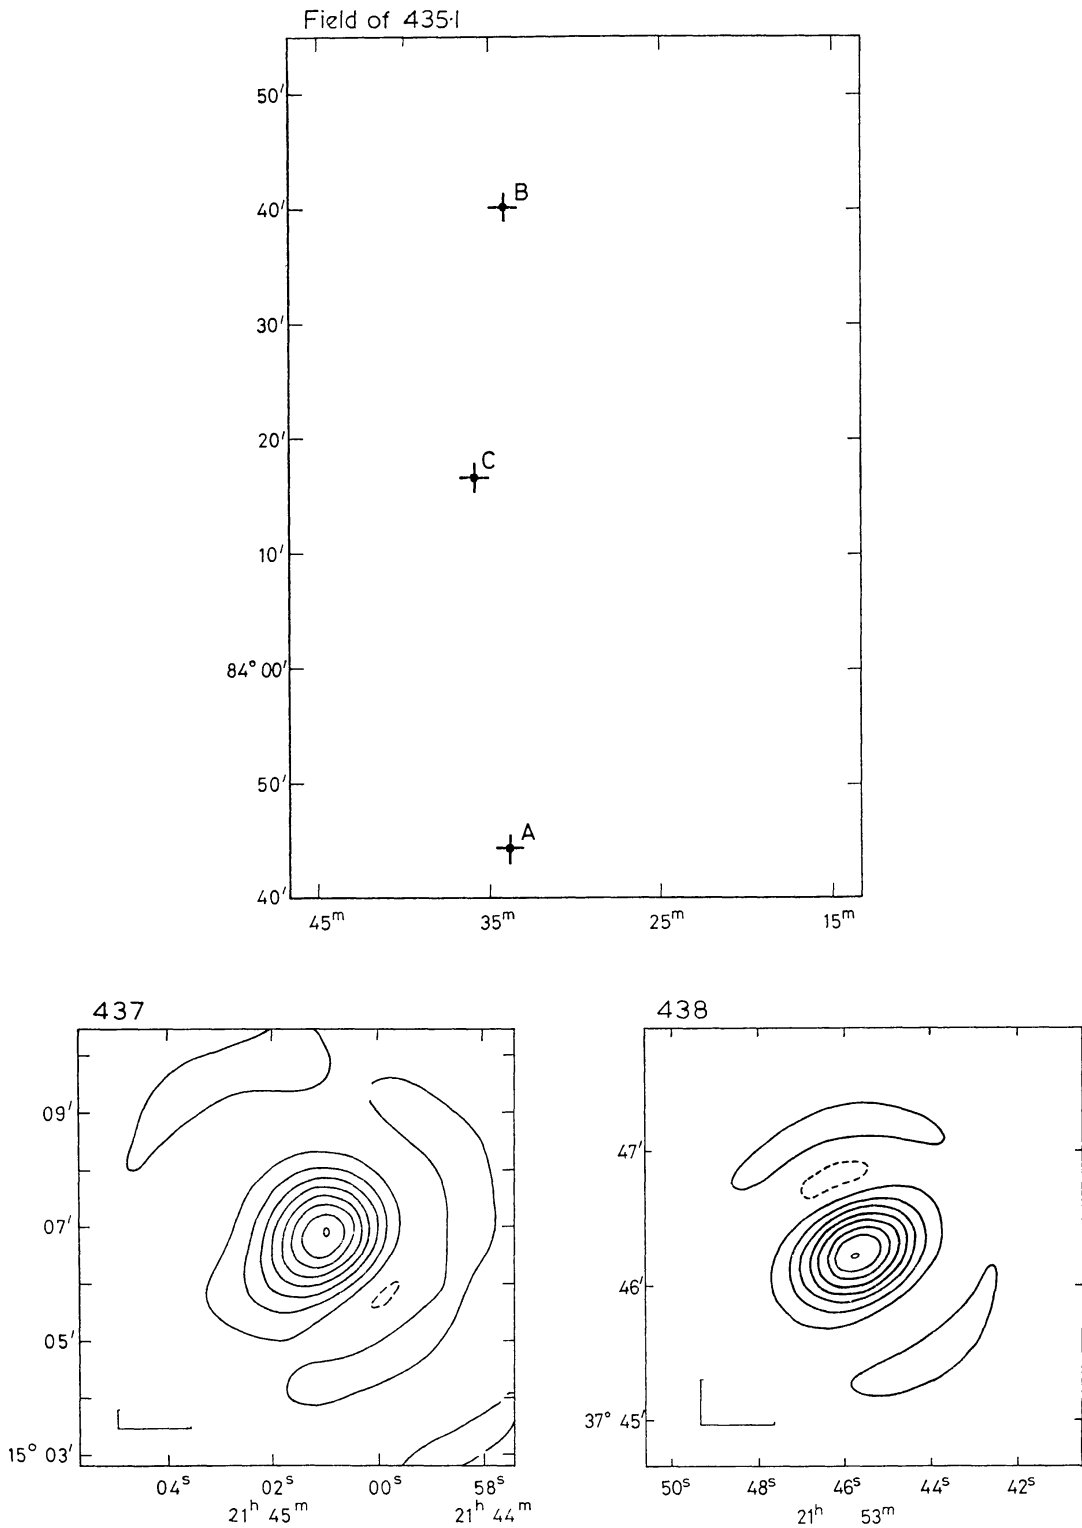 Field of 435·1
50′
B
40′
30′
C
20′
10′
84° 00′
50′
A
40′
45ᵐ 35ᵐ 25ᵐ 15ᵐ
437
09′
07′
05′
15° 03′
04ˢ 02ˢ 00ˢ 58ˢ
21ʰ 45ᵐ 21ʰ 44ᵐ
438
47′
46′
37° 45′
50ˢ 48ˢ 46ˢ 44ˢ 42ˢ
21ʰ 53ᵐ